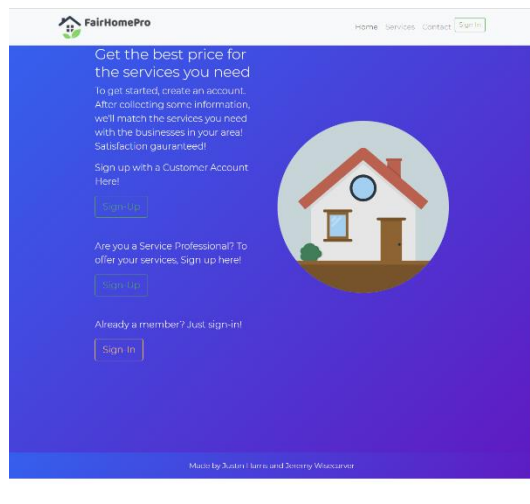 FairHomePro
Home Services Contact Sign In
Get the best price for
the services you need
To get started, create an account.
After collecting some information,
we'll match the services you need
with the businesses in your area!
Satisfaction gauranteed!
Sign up with a Customer Account
Here!
Sign-Up
Are you a Service Professional? To
offer your services, Sign up here!
Sign-Up
Already a member? Just sign-in!
Sign-In
Made by Justin Harris and Jeremy Wisecurver